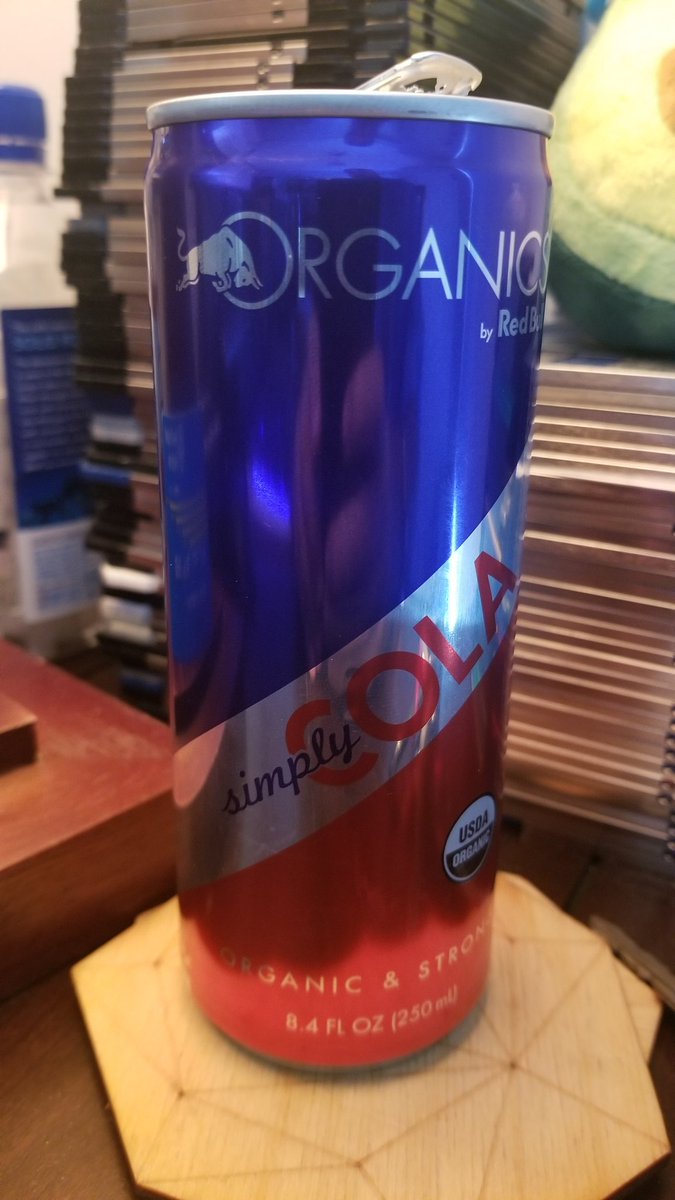 ORGANICS
by Red Bull
simply COLA
USDA
ORGANIC
ORGANIC & STRONG
8.4 FL OZ (250 mL)